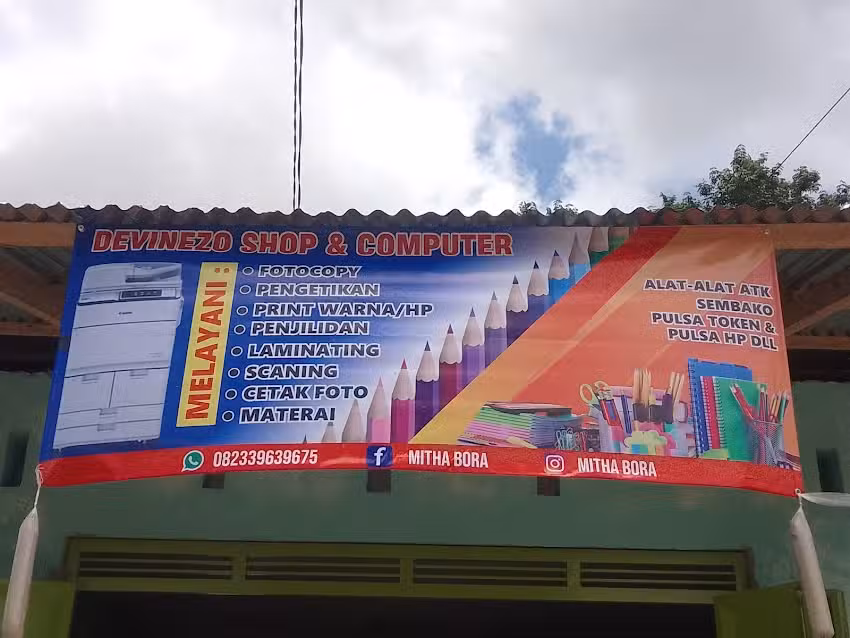 DEVINEZO SHOP & COMPUTER
MELAYANI :
• FOTOCOPY
• PENGETIKAN
• PRINT WARNA/HP
• PENJILIDAN
• LAMINATING
• SCANING
• CETAK FOTO
• MATERAI
ALAT-ALAT ATK
SEMBAKO
PULSA TOKEN &
PULSA HP DLL
Canon
082339639675
MITHA BORA
MITHA BORA